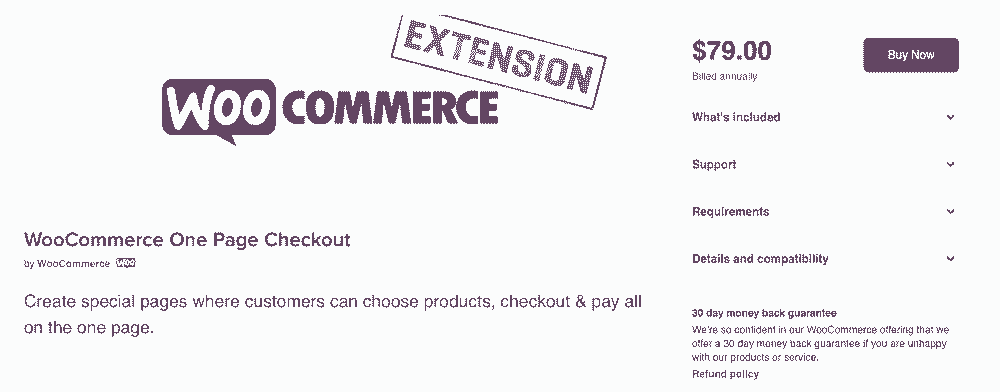 EXTENSION
WOOCOMMERCE
WooCommerce One Page Checkout
by WooCommerce Woo
Create special pages where customers can choose products, checkout & pay all
on the one page.
$79.00
Buy Now
Billed annually
What's included
Support
Requirements
Details and compatibility
30 day money back guarantee
We're so confident in our WooCommerce offering that we
offer a 30 day money back guarantee if you are unhappy
with our products or service.
Refund policy